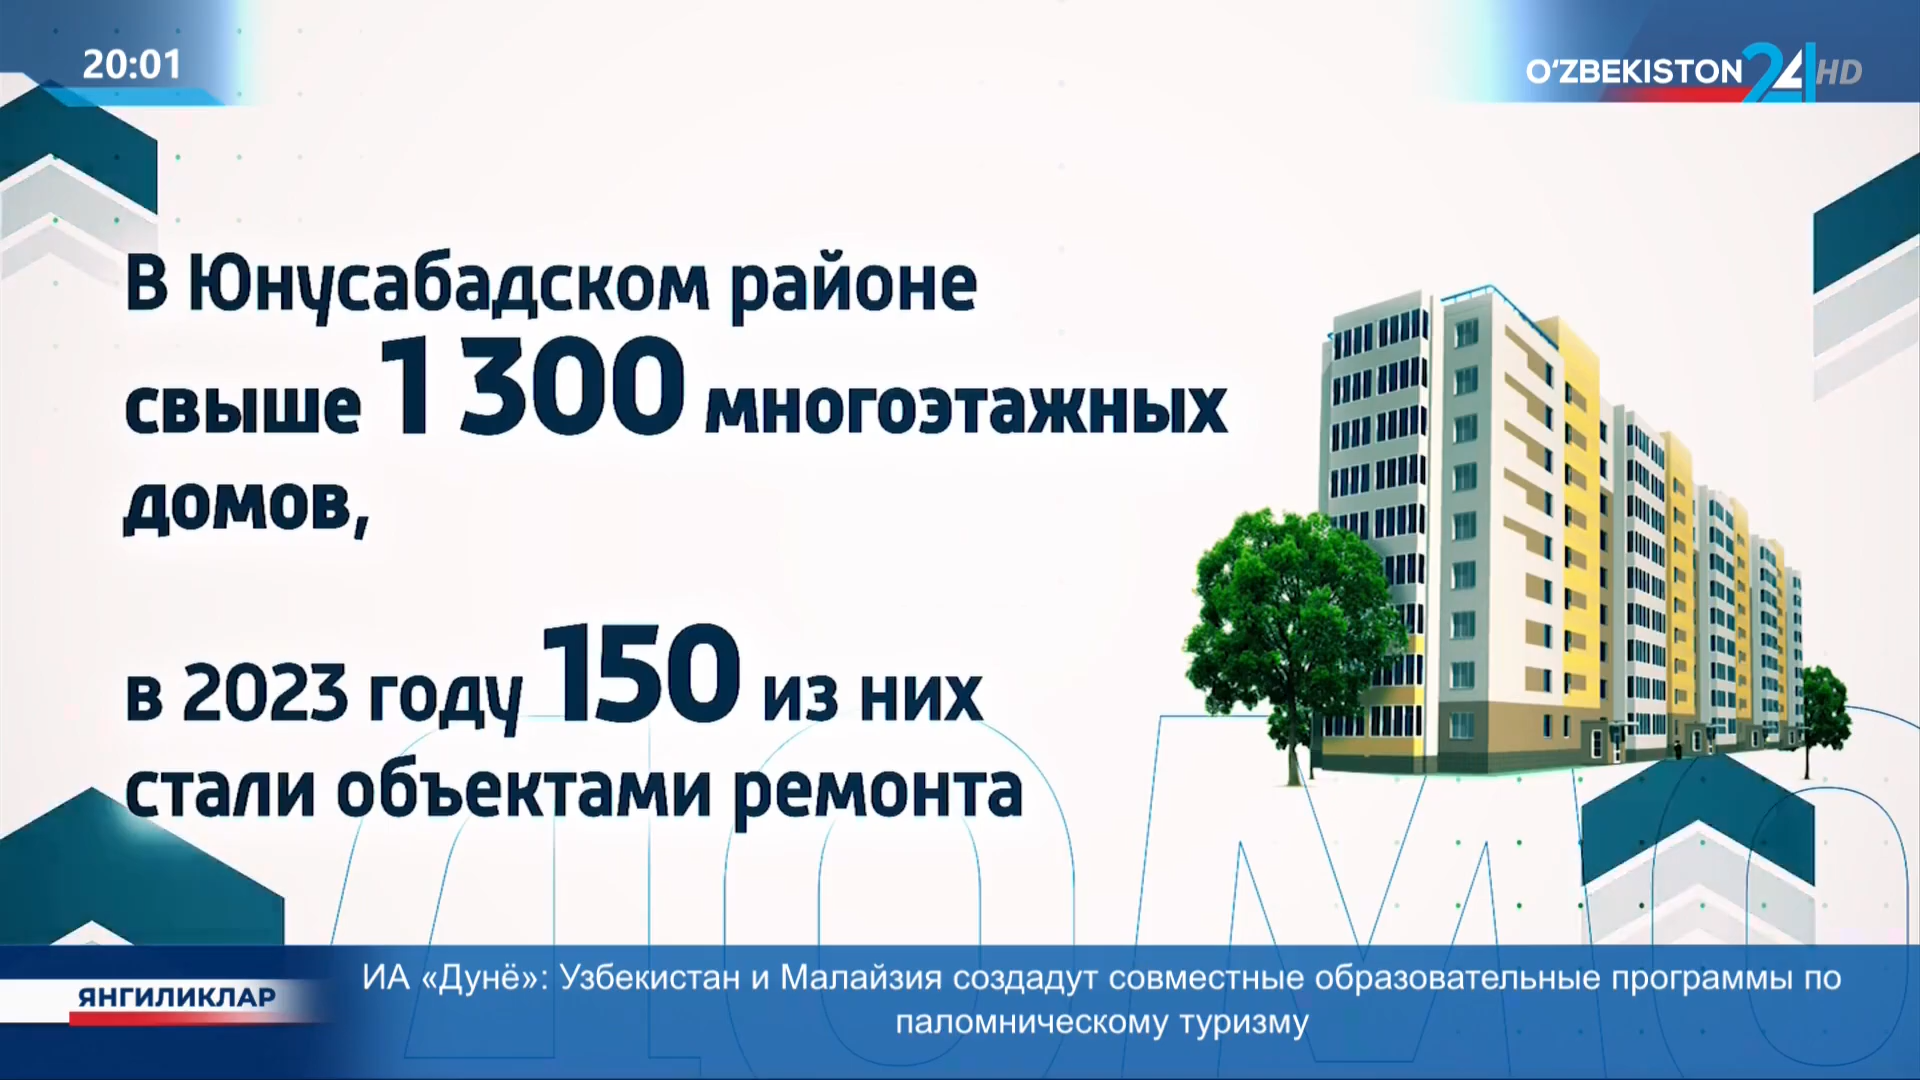 20:01
O‘ZBEKISTON 24 HD
В Юнусабадском районе
свыше 1 300 многоэтажных
домов,
в 2023 году 150 из них
стали объектами ремонта
ДОМО
ЯНГИЛИКЛАР
ИА «Дунё»: Узбекистан и Малайзия создадут совместные образовательные программы по
паломническому туризму